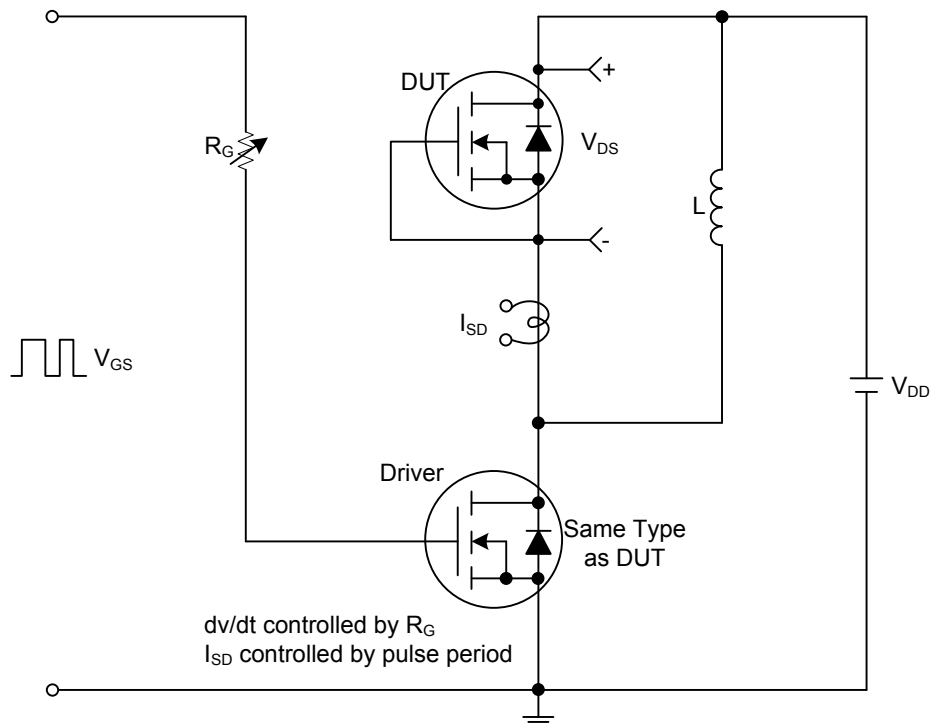 DUT
+
R_G
V_DS
L
-
I_SD
V_GS
V_DD
Driver
Same Type
as DUT
dv/dt controlled by R_G
I_SD controlled by pulse period